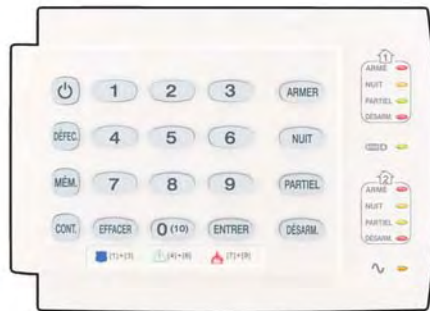 1 2 3 ARMER
DÉFEC. 4 5 6 NUIT
MÉM. 7 8 9 PARTIEL
CONT. EFFACER 0(10) ENTRER DÉSARM.
(1)+(3) (4)+(6) (7)+(9)
1
ARMÉ
NUIT
PARTIEL
DÉSARM.
2
ARMÉ
NUIT
PARTIEL
DÉSARM.